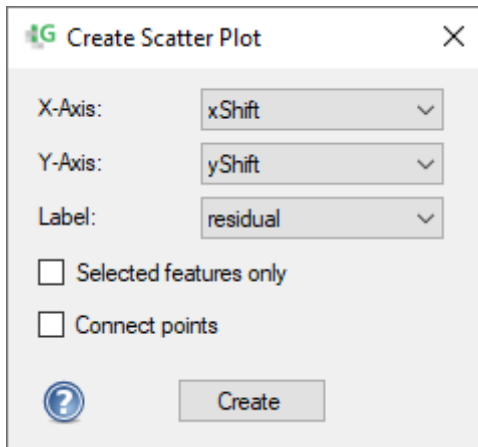 G Create Scatter Plot
X-Axis: xShift
Y-Axis: yShift
Label: residual
Selected features only
Connect points
? Create